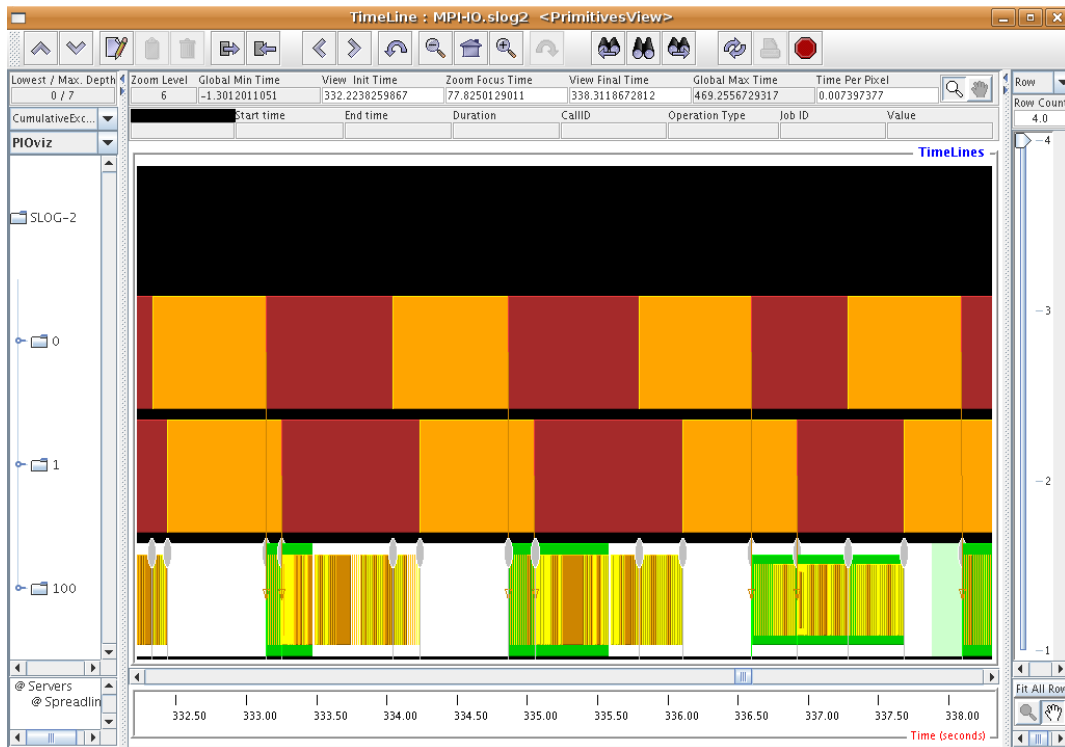 TimeLine : MPI-IO.slog2  <PrimitivesView>
Lowest / Max. Depth
0 / 7
Zoom Level Global Min Time View Init Time Zoom Focus Time View Final Time Global Max Time Time Per Pixel
6 -1.3012011051 332.2238259867 77.8250129011 338.3118672812 469.2556729317 0.007397377
Row
Row Count
4.0
CumulativeExc...
PIOviz
Start time End time Duration CallID Operation Type Job ID Value
TimeLines
SLOG-2
0
1
100
4
3
2
1
@ Servers
@ Spreadlin
332.50 333.00 333.50 334.00 334.50 335.00 335.50 336.00 336.50 337.00 337.50 338.00
Time (seconds)
Fit All Row